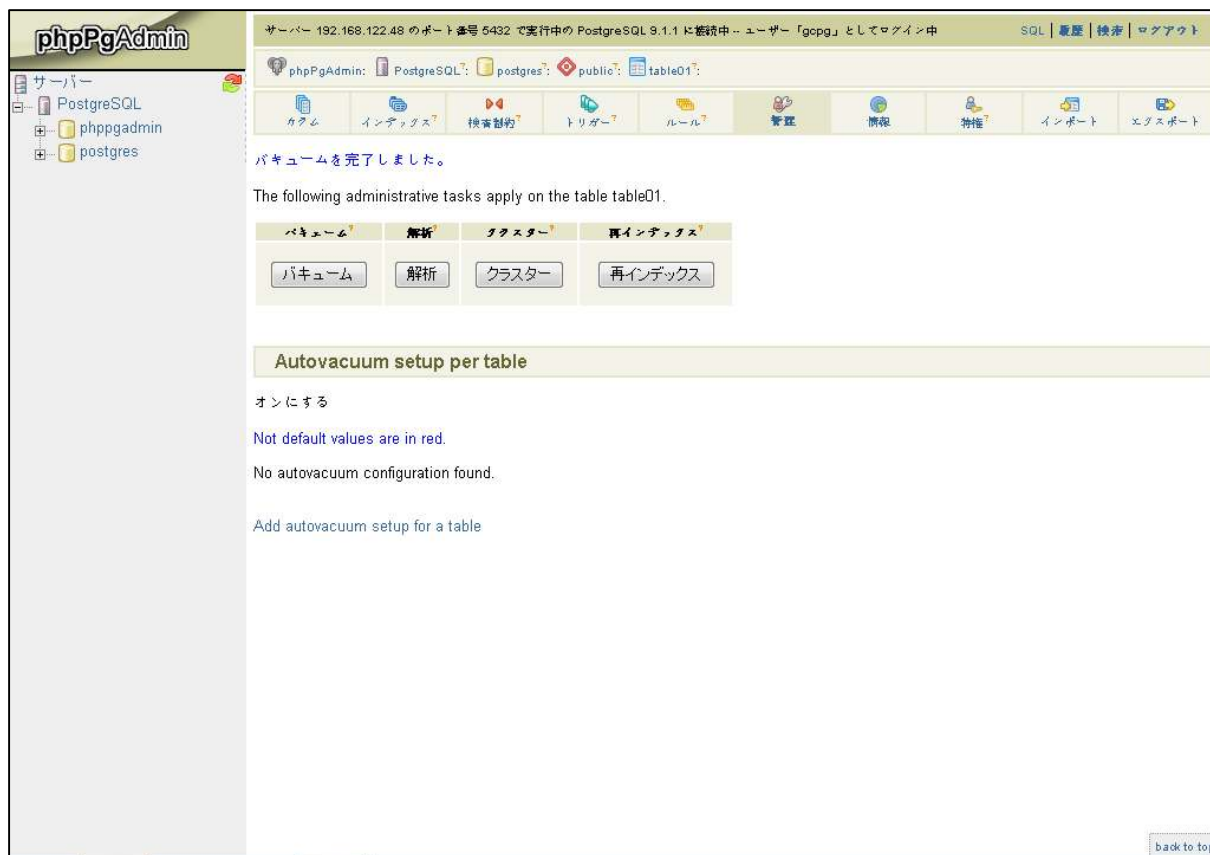 phpPgAdmin
サーバー
PostgreSQL
phppgadmin
postgres
サーバー 192.168.122.48 のポート番号 5432 で実行中の PostgreSQL 9.1.1 に接続中 -- ユーザー「gcpg」としてログイン中
SQL | 履歴 | 検索 | ログアウト
phpPgAdmin: PostgreSQL?: postgres?: public?: table01?:
カラム インデックス? 検査制約? トリガー? ルール? 管理 情報 特権? インポート エクスポート
バキュームを完了しました。
The following administrative tasks apply on the table table01.
バキューム? 解析? クラスター? 再インデックス?
バキューム 解析 クラスター 再インデックス
Autovacuum setup per table
オンにする
Not default values are in red.
No autovacuum configuration found.
Add autovacuum setup for a table
back to top